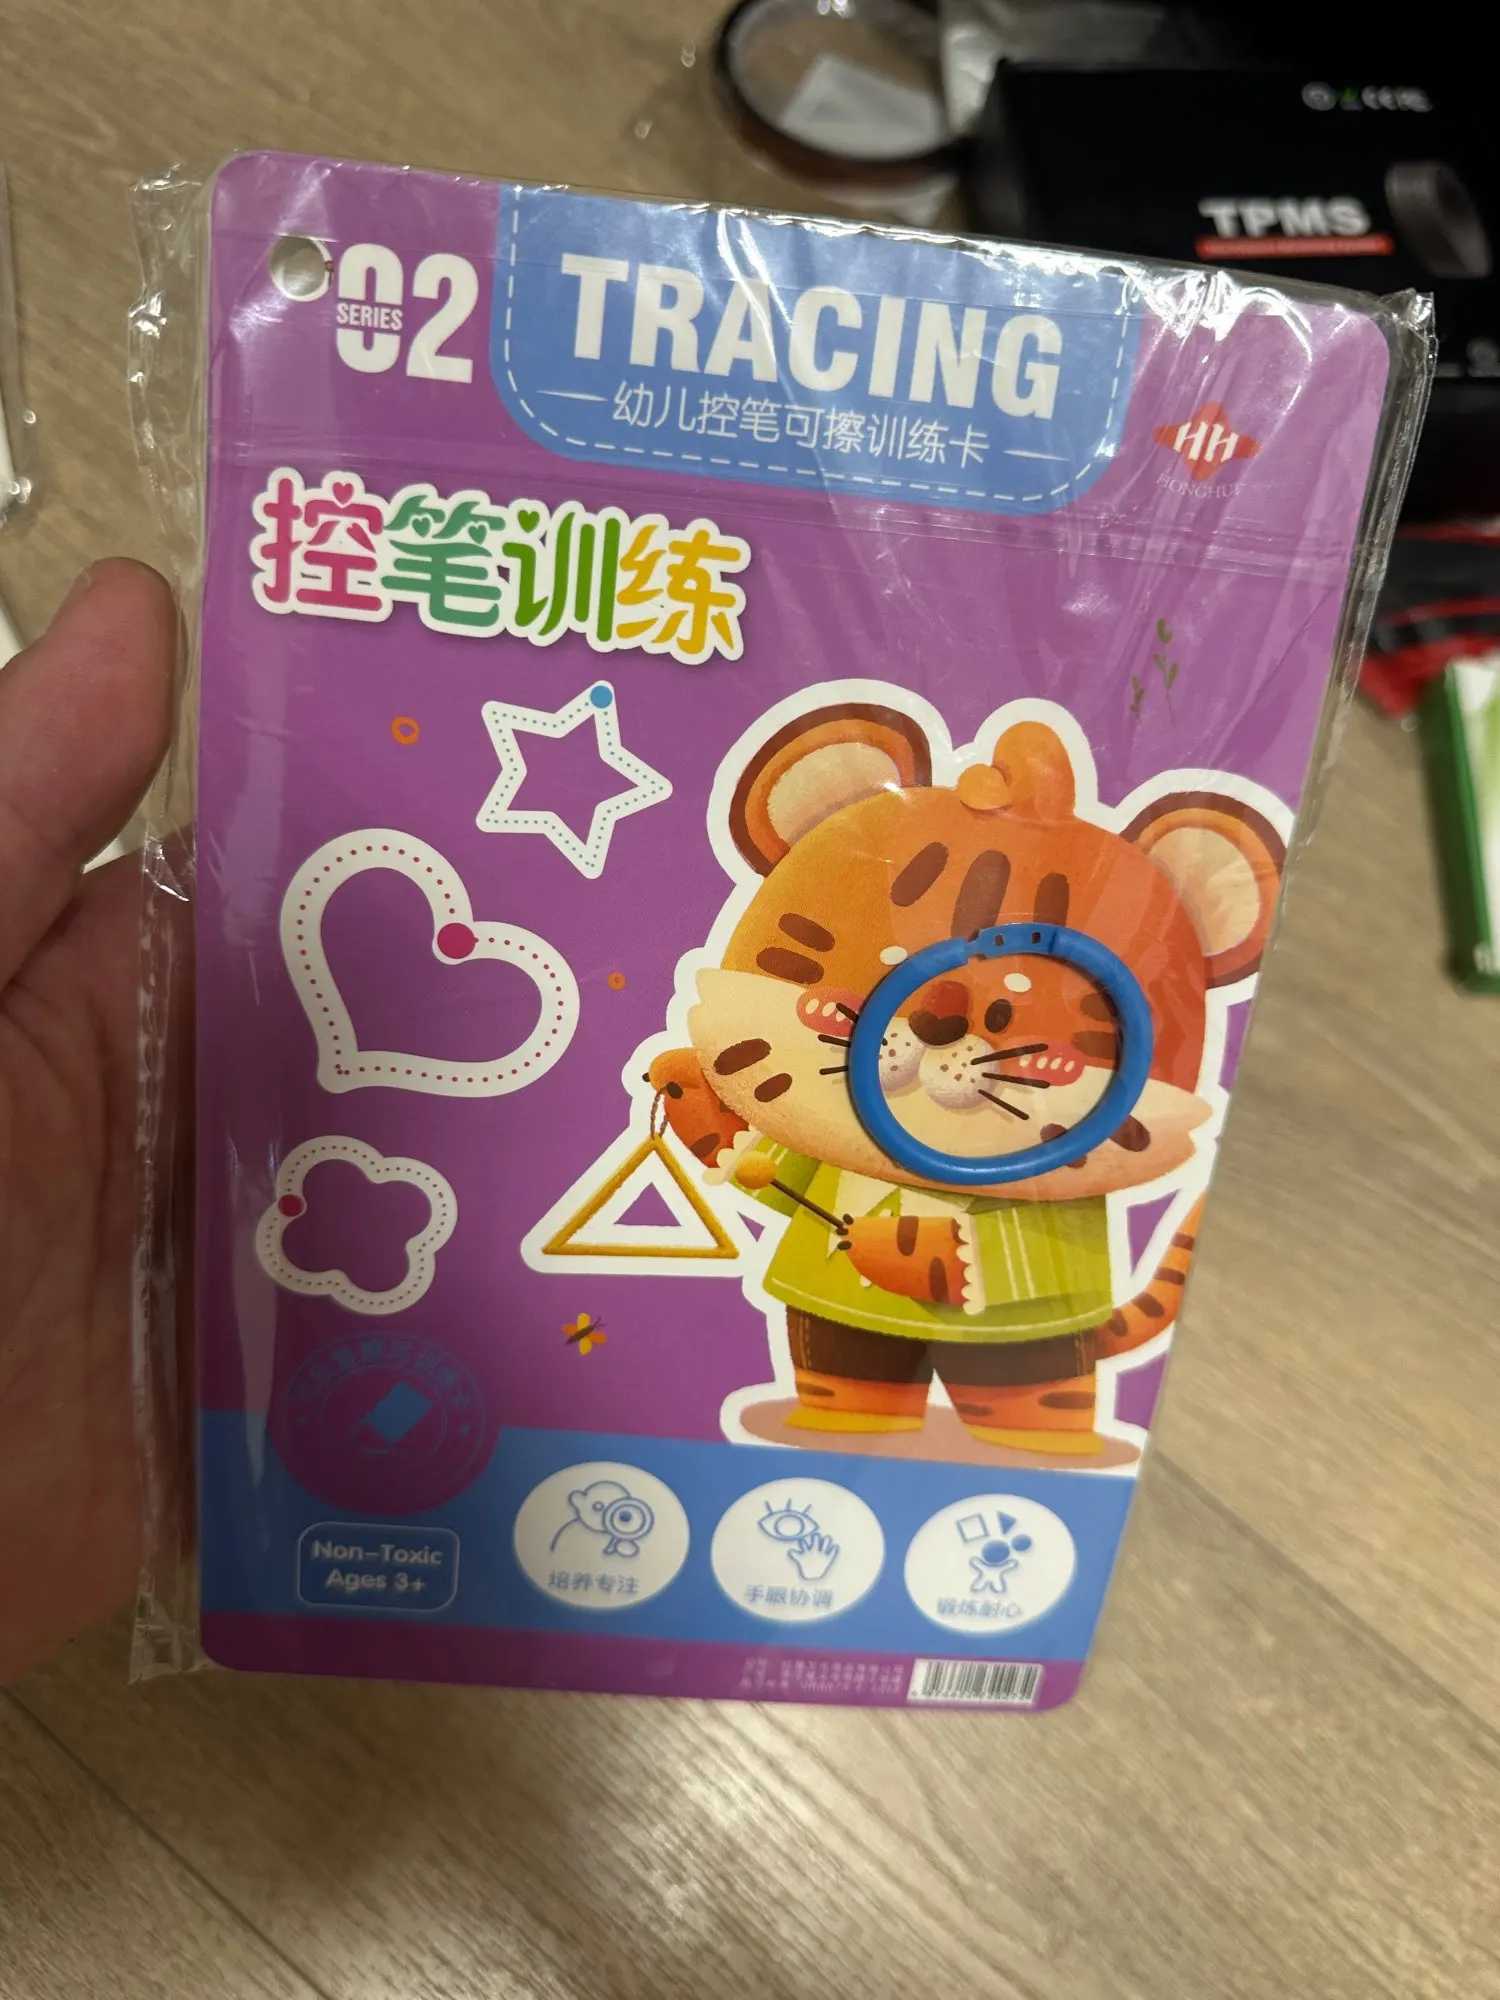 02
SERIES
TRACING
幼儿控笔可擦训练卡
HH
控笔训练
Non-Toxic
Ages 3+
培养专注
手眼协调
锻炼耐心
TPMS